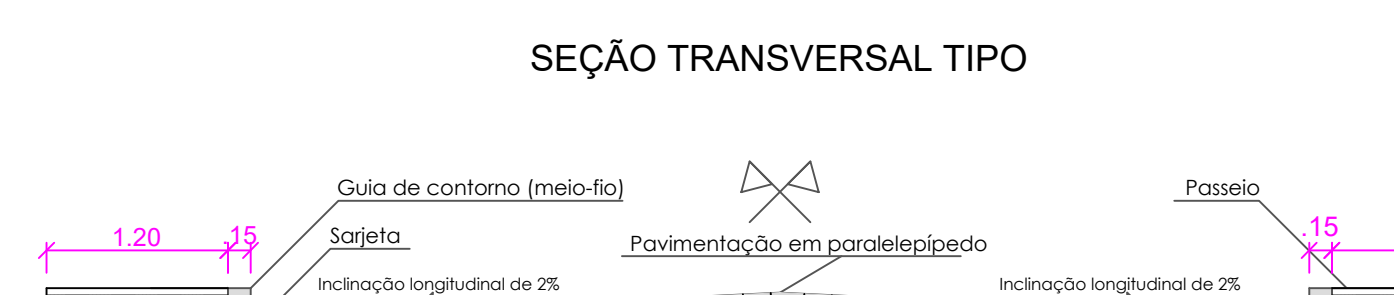 SEÇÃO TRANSVERSAL TIPO
Guia de contorno (meio-fio)
Passeio
1.20
.15
Sarjeta
Pavimentação em paralelepípedo
.15
Inclinação longitudinal de 2%
Inclinação longitudinal de 2%